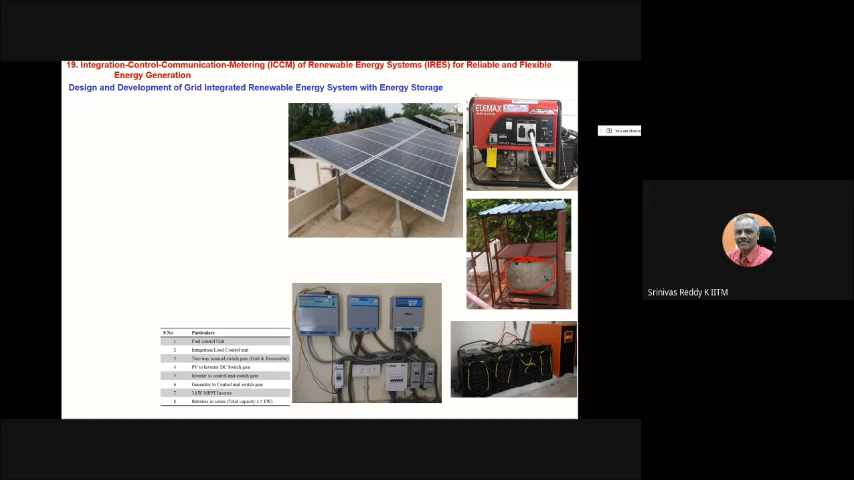 19. Integration-Control-Communication-Metering (ICCM) of Renewable Energy Systems (IRES) for Reliable and Flexible
Energy Generation
Design and Development of Grid Integrated Renewable Energy System with Energy Storage
ELEMAX
S No Particulars
1 Fuel control Unit
2 Integration/Load Control unit
3 Two-way manual switch gear (Grid & Renewable)
4 PV to Inverter DC Switch gear
5 Inverter to control unit switch gear
6 Generator to Control unit switch gear
7 3 kW MPPT Inverter
8 Batteries in series (Total capacity 4.5 kW)
Srinivas Reddy K IITM